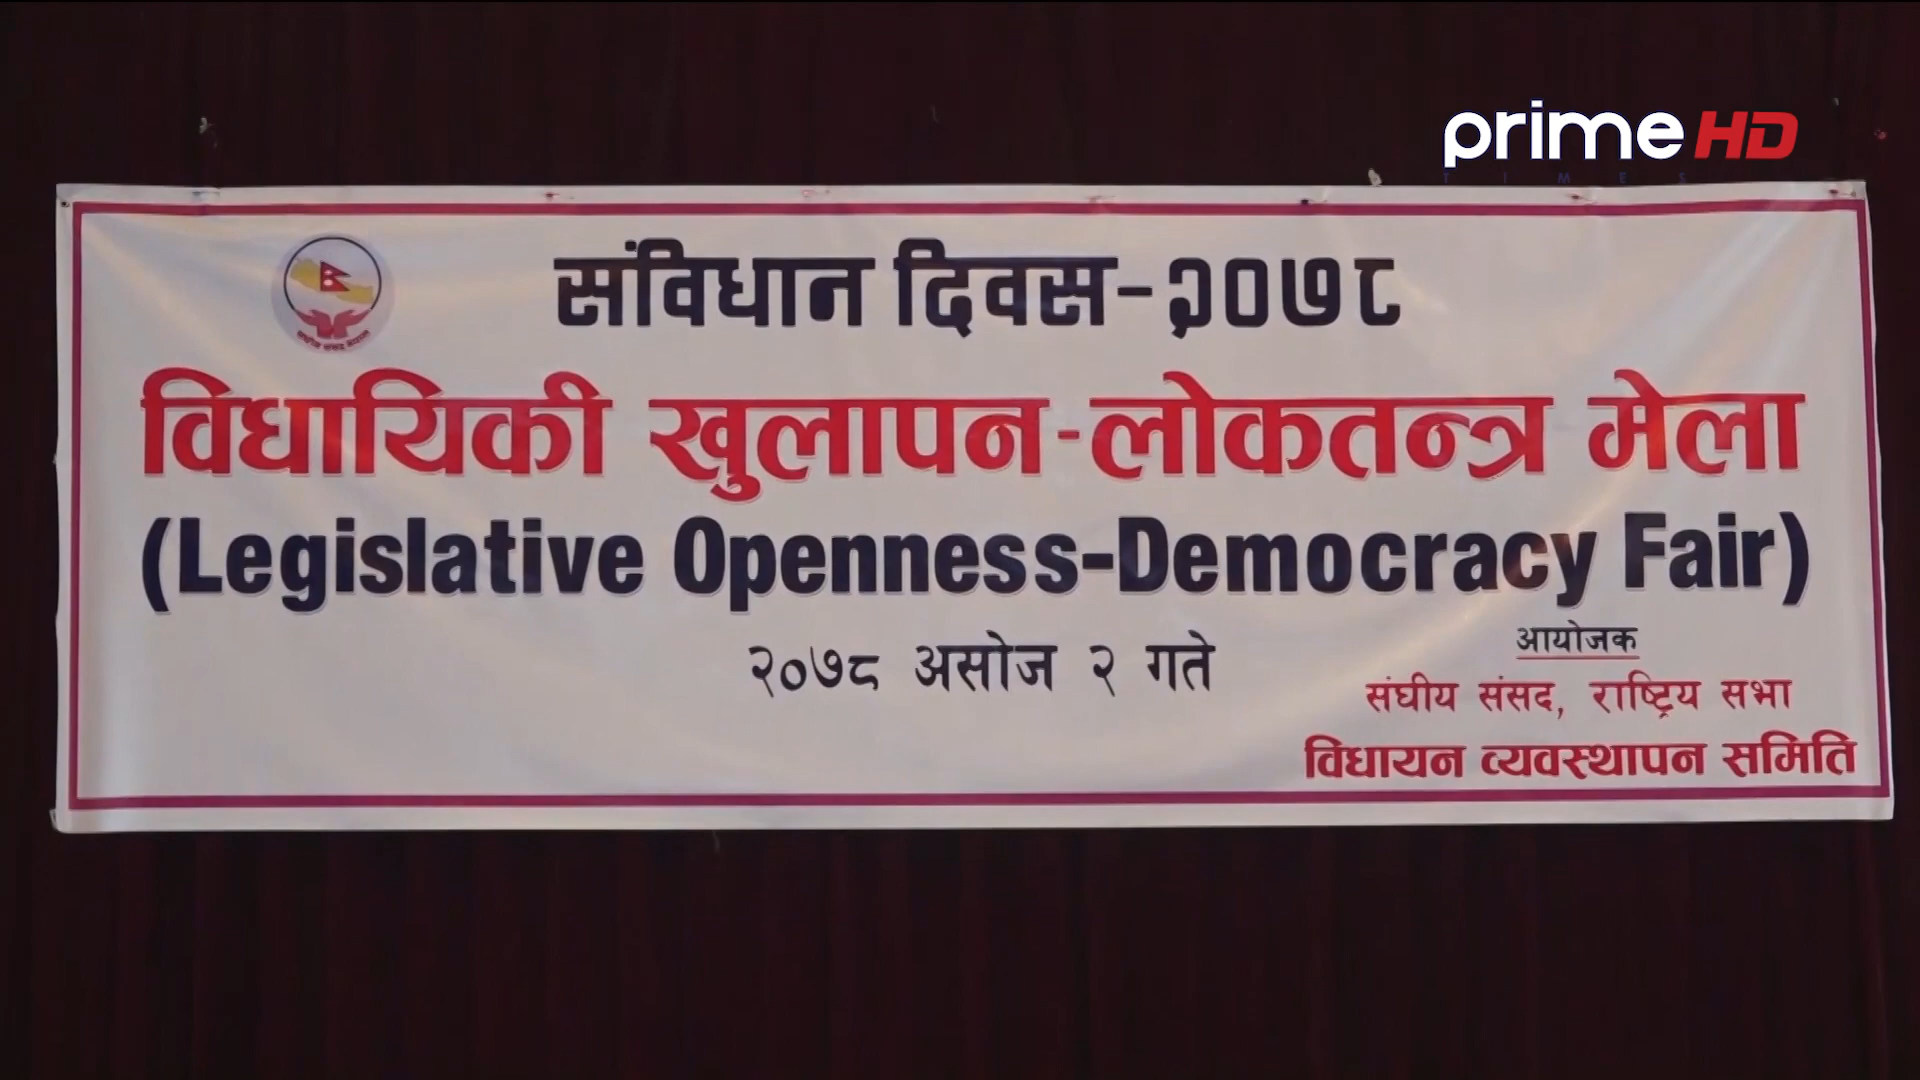 prime HD
TIMES
संविधान दिवस-२०७८
विधायिकी खुलापन-लोकतन्त्र मेला
(Legislative Openness-Democracy Fair)
२०७८ असोज २ गते
आयोजक
संघीय संसद, राष्ट्रिय सभा
विधायन व्यवस्थापन समिति